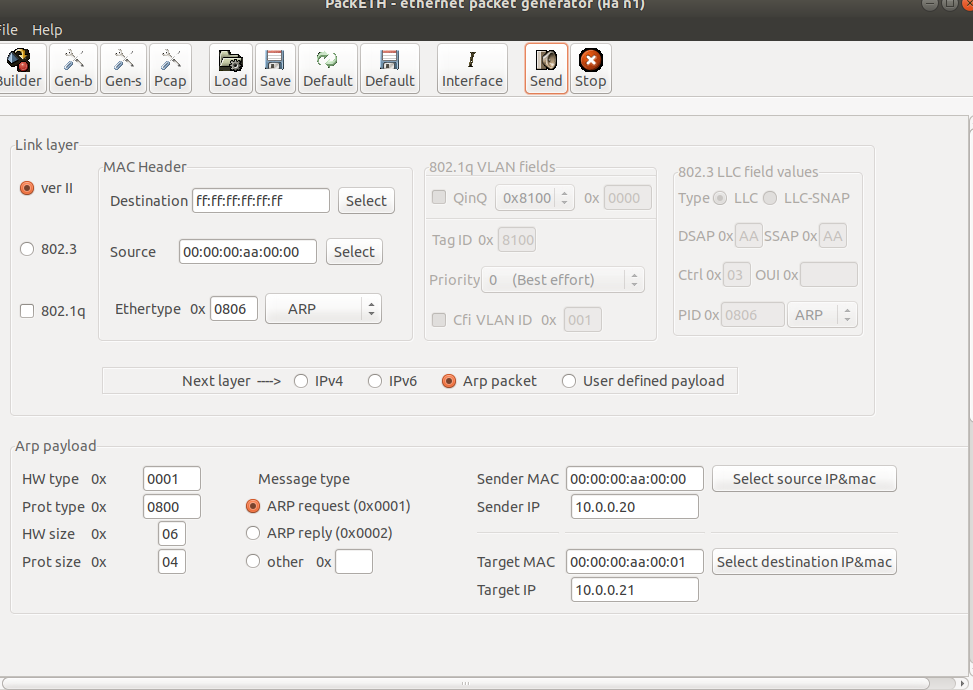 PackETH - ethernet packet generator (на n1)
File Help
Builder Gen-b Gen-s Pcap Load Save Default Default Interface Send Stop
Link layer
ver II
802.3
802.1q
MAC Header
Destination ff:ff:ff:ff:ff:ff Select
Source 00:00:00:aa:00:00 Select
Ethertype 0x 0806 ARP
802.1q VLAN fields
QinQ 0x8100 0x 0000
Tag ID 0x 8100
Priority 0 (Best effort)
Cfi VLAN ID 0x 001
802.3 LLC field values
Type LLC LLC-SNAP
DSAP 0x AA SSAP 0x AA
Ctrl 0x 03 OUI 0x
PID 0x 0806 ARP
Next layer ----> IPv4 IPv6 Arp packet User defined payload
Arp payload
HW type 0x 0001
Prot type 0x 0800
HW size 0x 06
Prot size 0x 04
Message type
ARP request (0x0001)
ARP reply (0x0002)
other 0x
Sender MAC 00:00:00:aa:00:00 Select source IP&mac
Sender IP 10.0.0.20
Target MAC 00:00:00:aa:00:01 Select destination IP&mac
Target IP 10.0.0.21